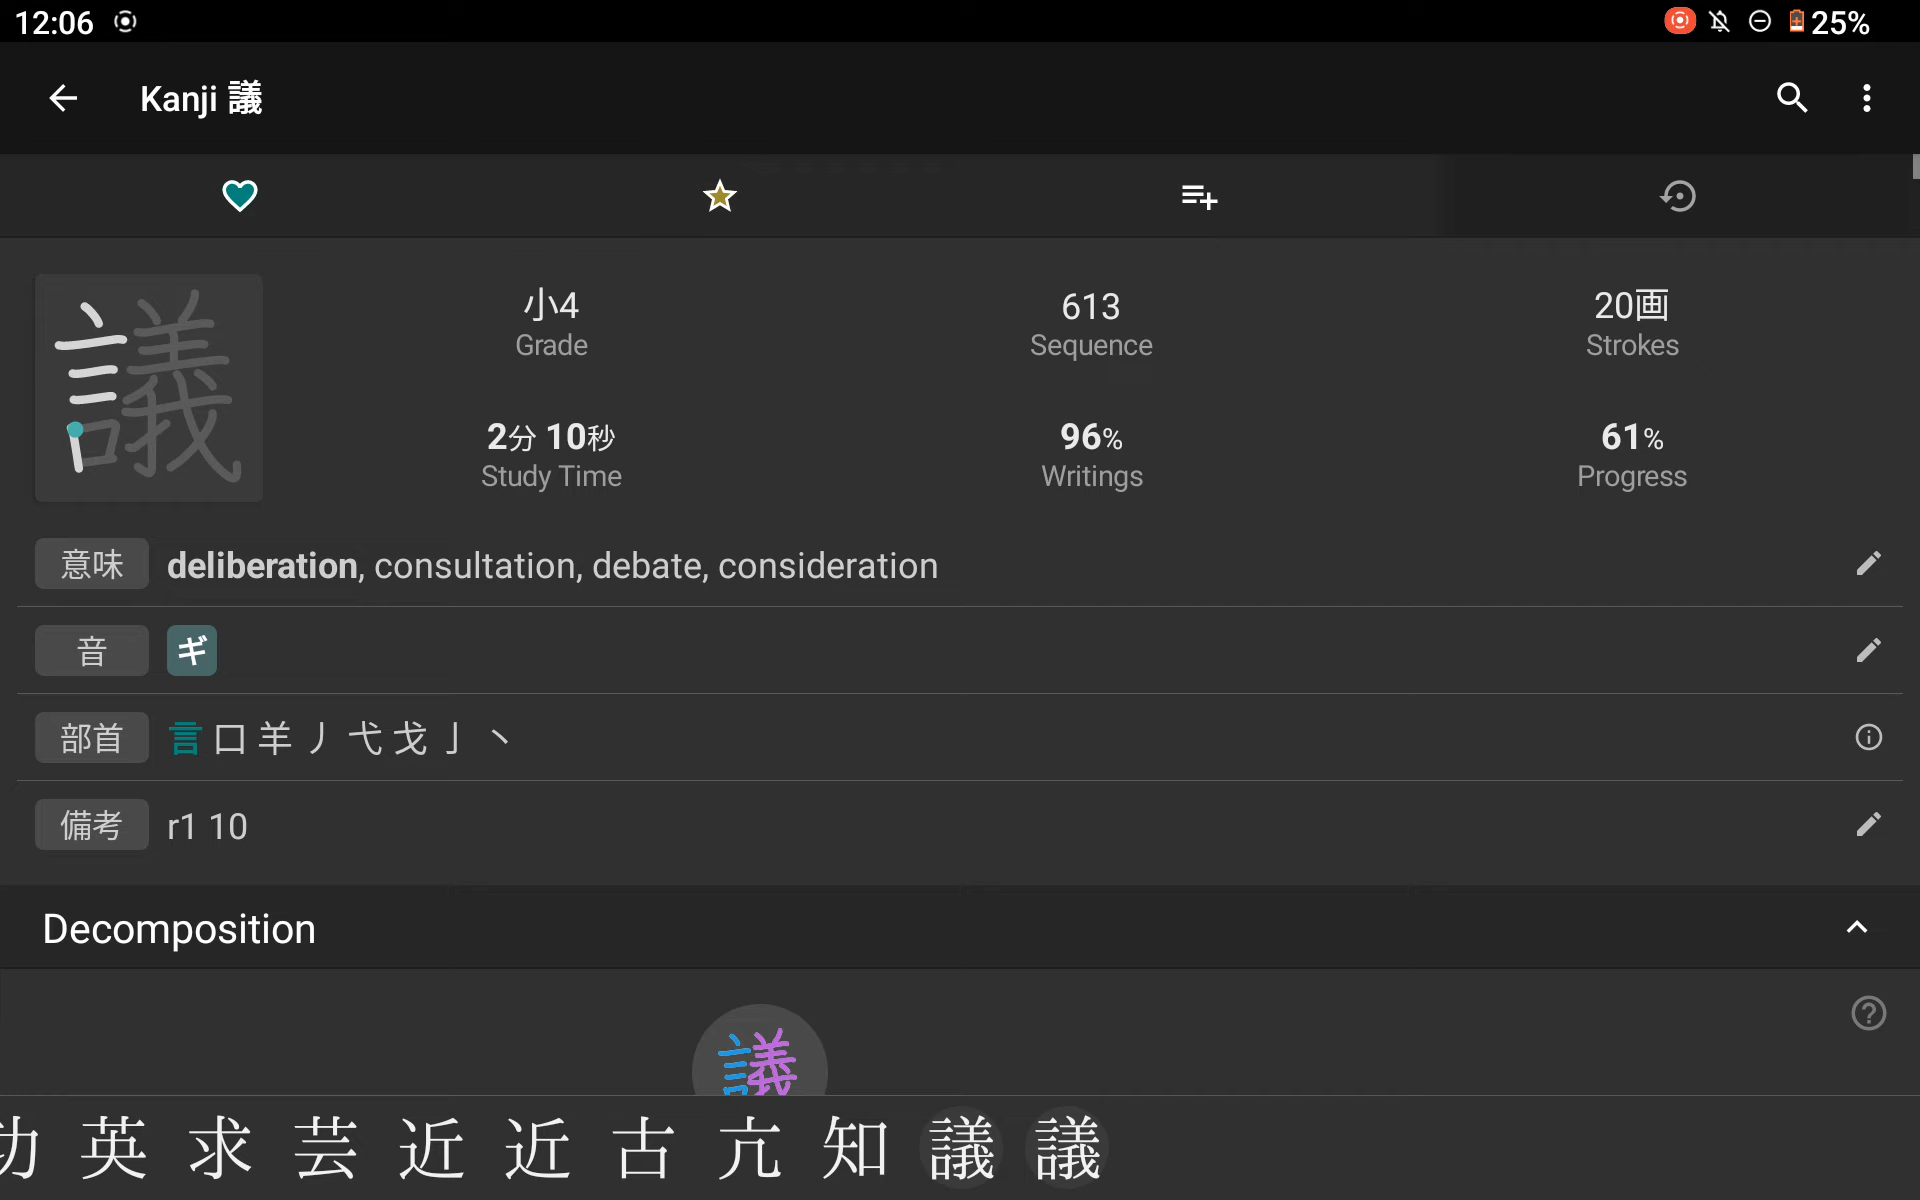 12:06
25%
Kanji 議
議
小4
Grade
613
Sequence
20画
Strokes
2分 10秒
Study Time
96%
Writings
61%
Progress
意味 deliberation, consultation, debate, consideration
音 ギ
部首 言 口 羊 丿 弋 戈 亅 丶
備考 r1 10
Decomposition
議
英 求 芸 近 近 古 亢 知 議 議